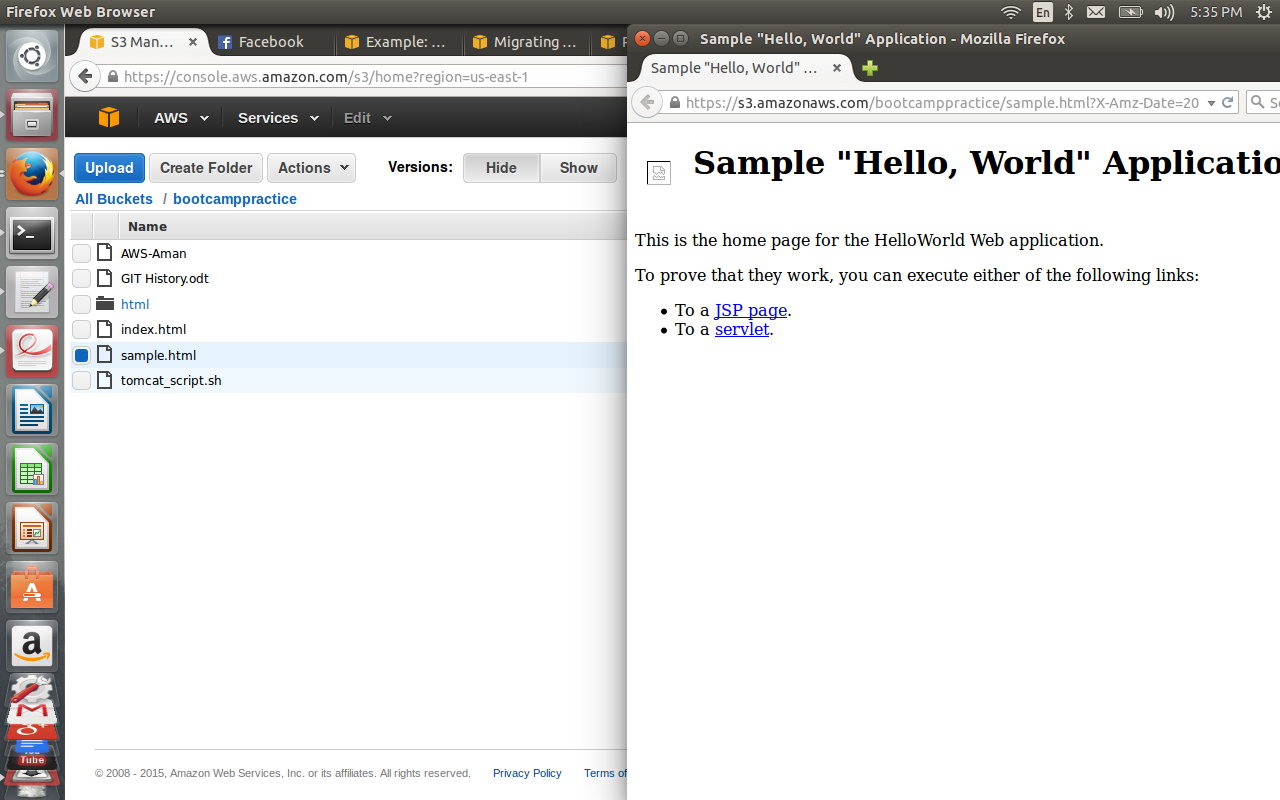 Firefox Web Browser
En
5:35 PM
S3 Man...
Facebook
Example: ...
Migrating ...
https://console.aws.amazon.com/s3/home?region=us-east-1
AWS
Services
Edit
Upload
Create Folder
Actions
Versions:
Hide
Show
All Buckets / bootcamppractice
Name
AWS-Aman
GIT History.odt
html
index.html
sample.html
tomcat_script.sh
© 2008 - 2015, Amazon Web Services, Inc. or its affiliates. All rights reserved.
Privacy Policy
Terms of
Sample "Hello, World" Application - Mozilla Firefox
Sample "Hello, World" ...
https://s3.amazonaws.com/bootcamppractice/sample.html?X-Amz-Date=20
Sample "Hello, World" Applicatio
This is the home page for the HelloWorld Web application.
To prove that they work, you can execute either of the following links:
• To a JSP page.
• To a servlet.
a
You
Tube